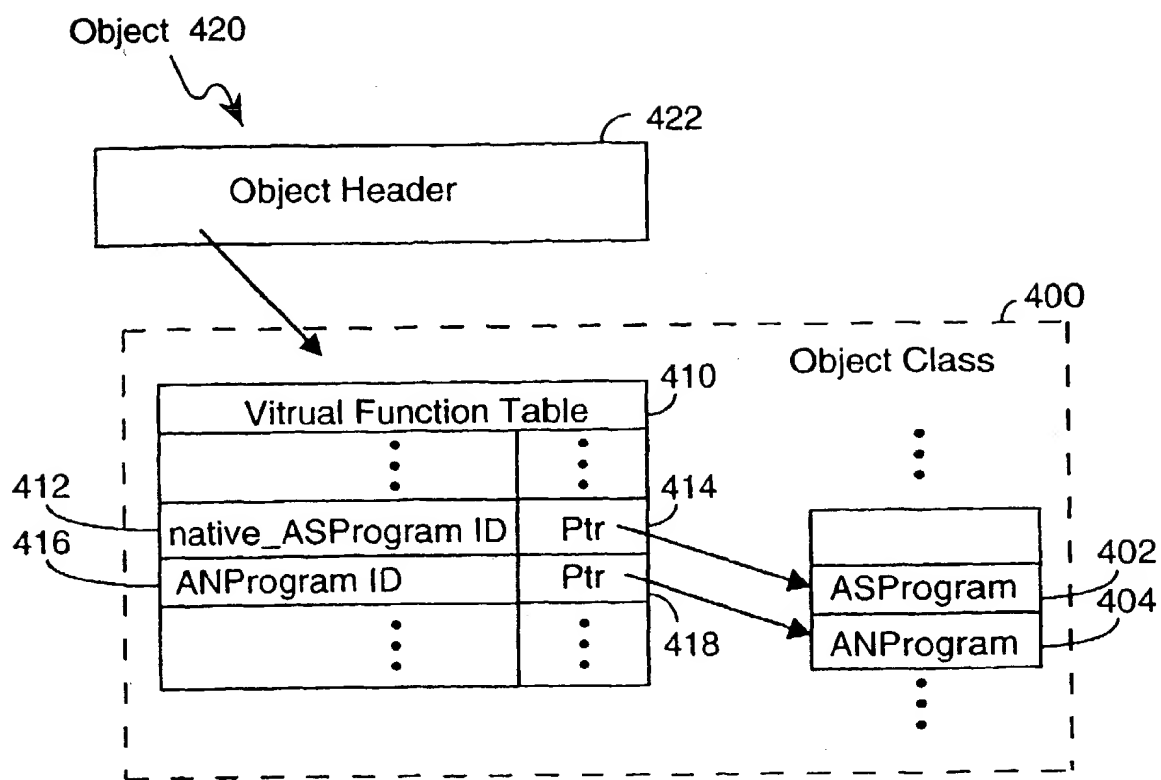 Object 420
422
Object Header
400
Object Class
410
Vitrual Function Table
412
native_ASProgram ID
Ptr
414
416
ANProgram ID
Ptr
418
ASProgram
402
ANProgram
404